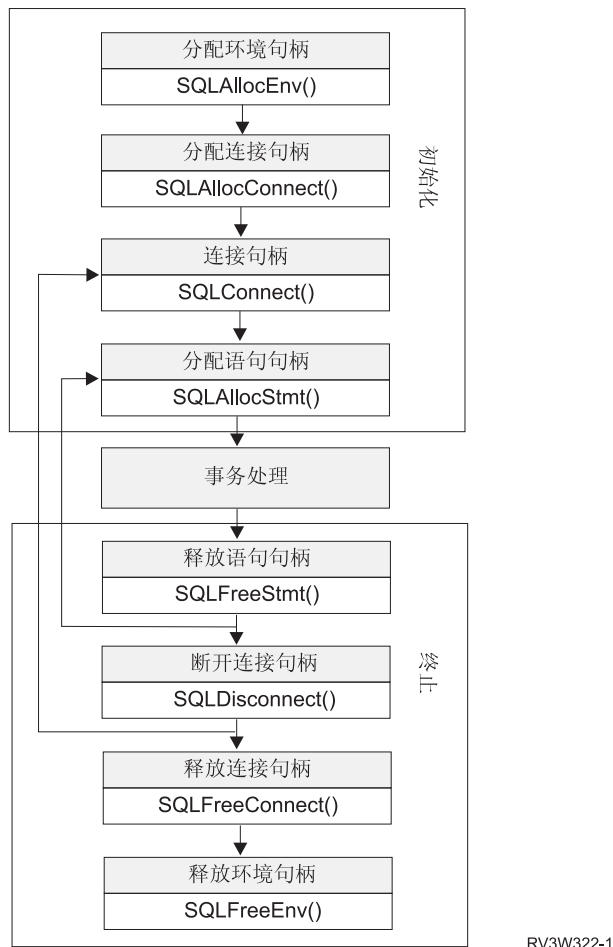 分配环境句柄
SQLAllocEnv()
分配连接句柄
SQLAllocConnect()
初始化
连接句柄
SQLConnect()
分配语句句柄
SQLAllocStmt()
事务处理
释放语句句柄
SQLFreeStmt()
断开连接句柄
SQLDisconnect()
终止
释放连接句柄
SQLFreeConnect()
释放环境句柄
SQLFreeEnv()
RV3W322-1